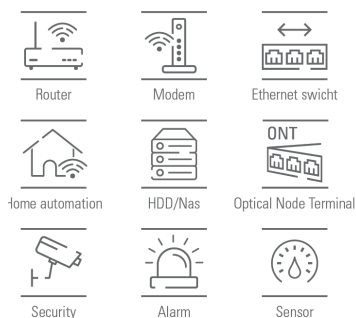 Router Modem Ethernet swicht
ONT
Home automation HDD/Nas Optical Node Terminal
Security Alarm Sensor